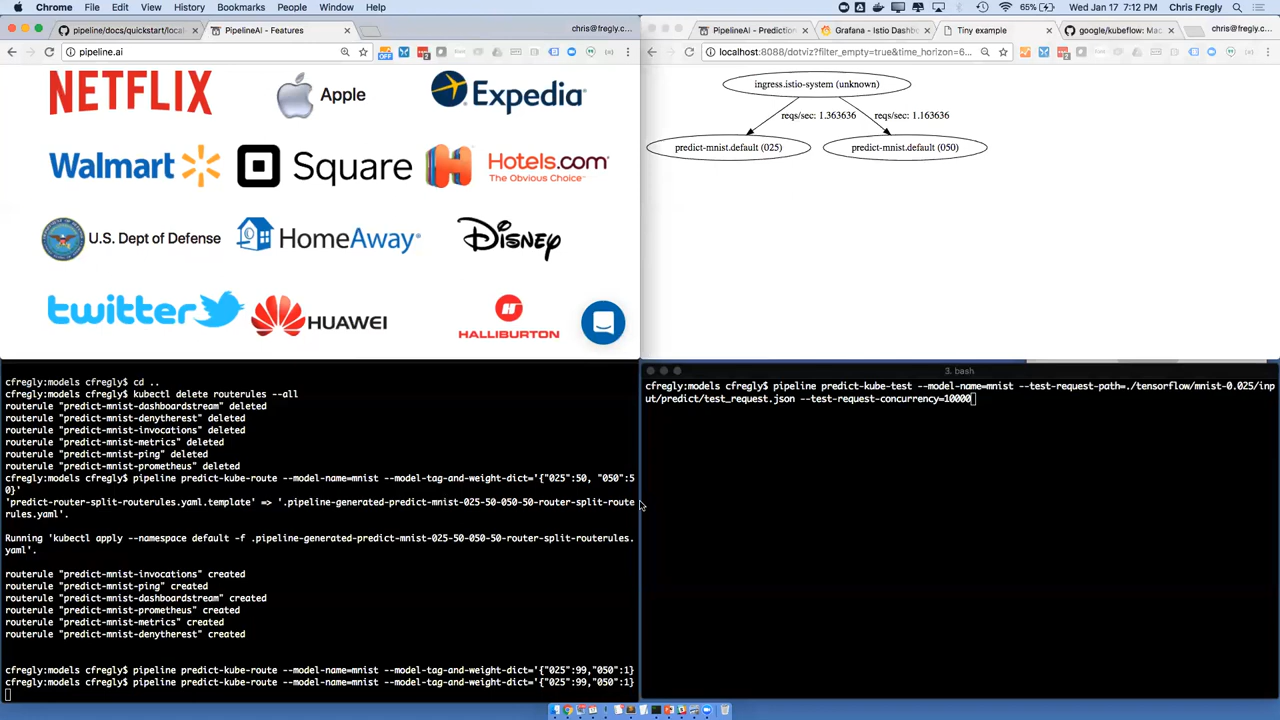 Chrome File Edit View History Bookmarks People Window Help
65% Wed Jan 17 7:12 PM Chris Fregly
pipeline/docs/quickstart/local
PipelineAI - Features
chris@fregly.c...
pipeline.ai
NETFLIX
Apple
Expedia
Walmart
Square
Hotels.com
The Obvious Choice
U.S. Dept of Defense
HomeAway
Disney
twitter
HUAWEI
HALLIBURTON
PipelineAI - Prediction
Grafana - Istio Dashbo
Tiny example
google/kubeflow: Mac
chris@fregly.c...
localhost:8088/dotviz?filter_empty=true&time_horizon=6...
ingress.istio-system (unknown)
reqs/sec: 1.363636
reqs/sec: 1.163636
predict-mnist.default (025)
predict-mnist.default (050)
cfregly:models cfregly$ cd ..
cfregly:models cfregly$ kubectl delete routerules --all
routerule "predict-mnist-dashboardstream" deleted
routerule "predict-mnist-denytherest" deleted
routerule "predict-mnist-invocations" deleted
routerule "predict-mnist-metrics" deleted
routerule "predict-mnist-ping" deleted
routerule "predict-mnist-prometheus" deleted
cfregly:models cfregly$ pipeline predict-kube-route --model-name=mnist --model-tag-and-weight-dict='{"025":50, "050":5
0}'
'predict-router-split-routerules.yaml.template' => '.pipeline-generated-predict-mnist-025-50-050-50-router-split-route
rules.yaml'.
Running 'kubectl apply --namespace default -f .pipeline-generated-predict-mnist-025-50-050-50-router-split-routerules.
yaml'.
routerule "predict-mnist-invocations" created
routerule "predict-mnist-ping" created
routerule "predict-mnist-dashboardstream" created
routerule "predict-mnist-prometheus" created
routerule "predict-mnist-metrics" created
routerule "predict-mnist-denytherest" created
cfregly:models cfregly$ pipeline predict-kube-route --model-name=mnist --model-tag-and-weight-dict='{"025":99,"050":1}
cfregly:models cfregly$ pipeline predict-kube-route --model-name=mnist --model-tag-and-weight-dict='{"025":99,"050":1}
3. bash
cfregly:models cfregly$ pipeline predict-kube-test --model-name=mnist --test-request-path=./tensorflow/mnist-0.025/inp
ut/predict/test_request.json --test-request-concurrency=10000